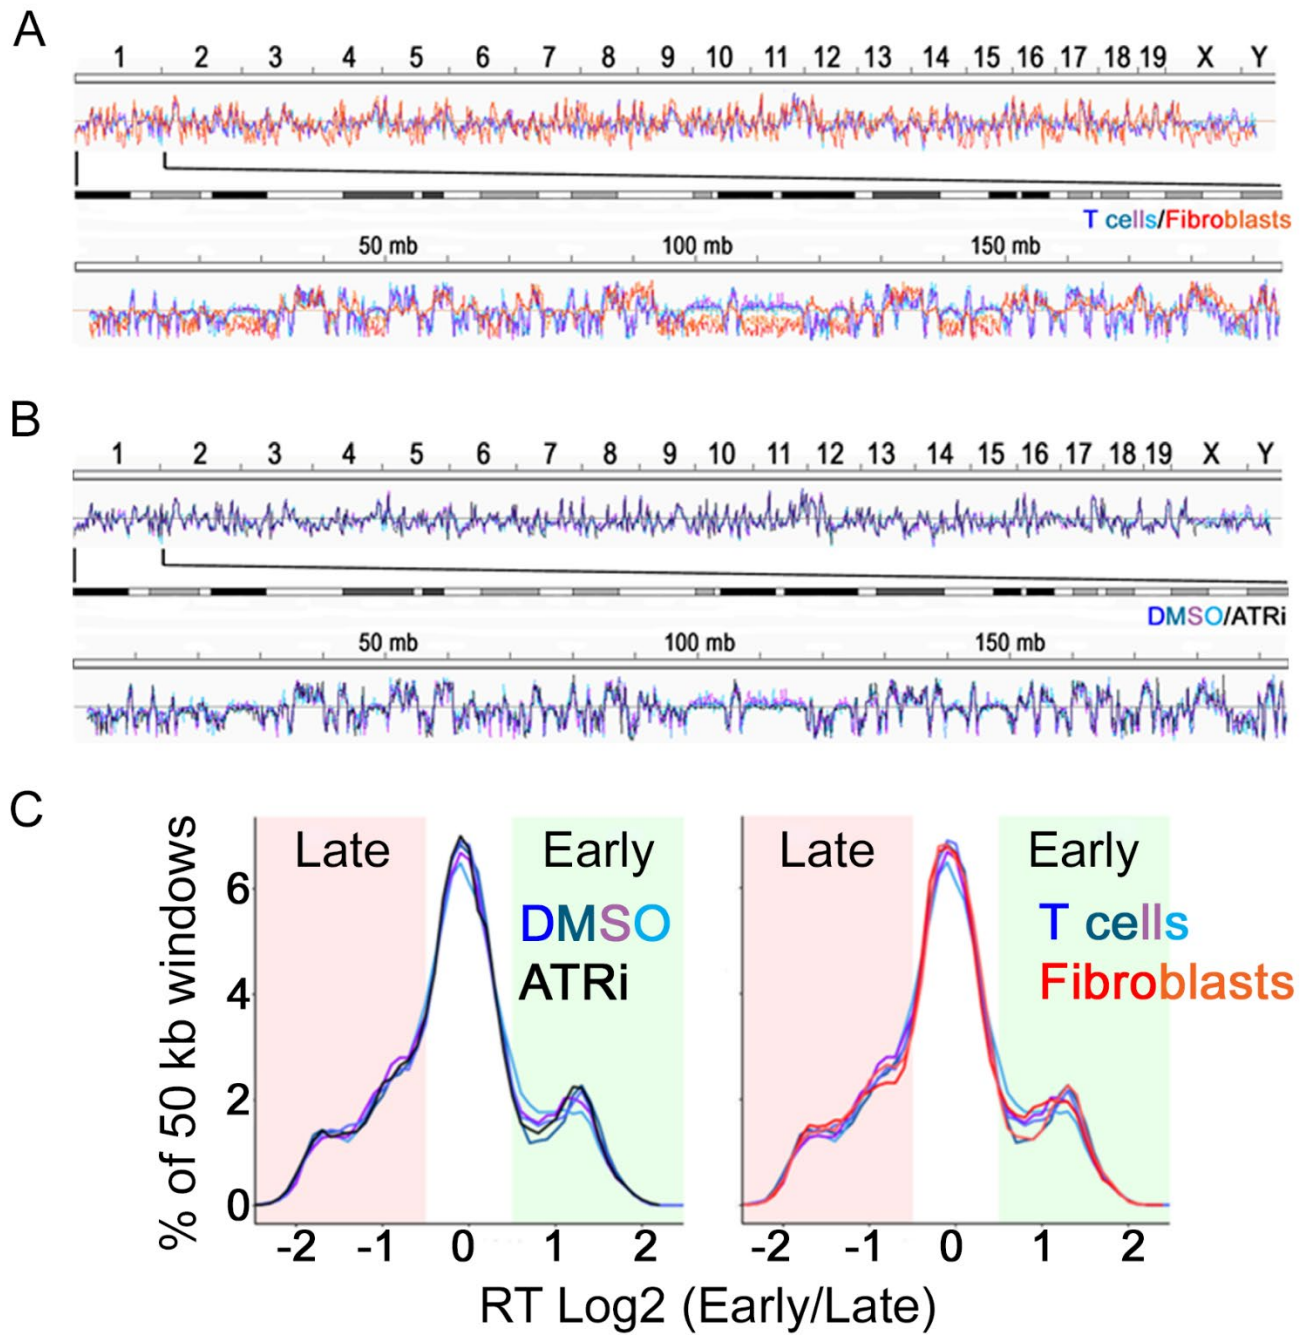 A
1 2 3 4 5 6 7 8 9 10 11 12 13 14 15 16 17 18 19 X Y
T cells/Fibroblasts
50 mb 100 mb 150 mb
B
1 2 3 4 5 6 7 8 9 10 11 12 13 14 15 16 17 18 19 X Y
DMSO/ATRi
50 mb 100 mb 150 mb
C
% of 50 kb windows
6
4
2
0
Late Early
DMSO
ATRi
-2 -1 0 1 2
Late Early
T cells
Fibroblasts
-2 -1 0 1 2
RT Log2 (Early/Late)